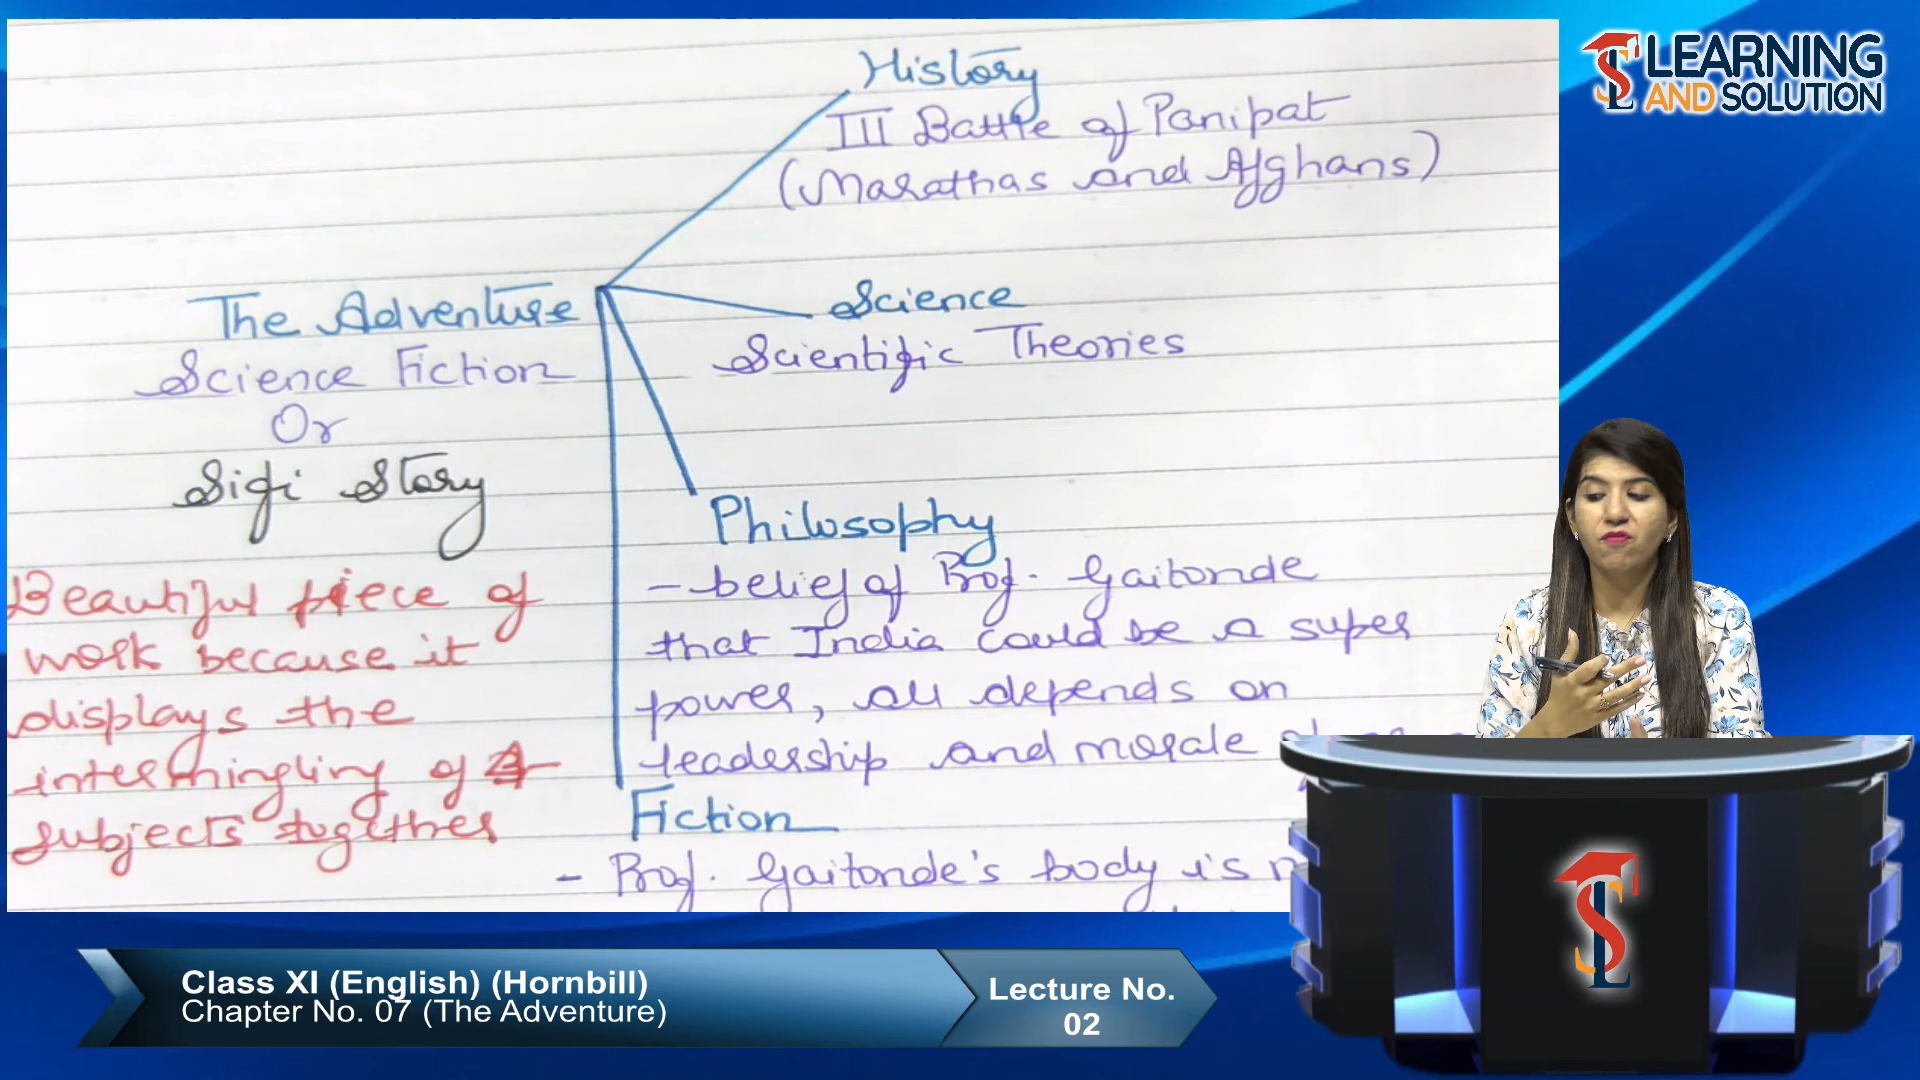 History
III Battle of Panipat
(Marathas and Afghans)
The Adventure
Science
Science Fiction
Scientific Theories
Or
Sifi Story
Philosophy
Beautiful piece of
work because it
displays the
intermingling of 4
subjects together
- belief of Prof. Gaitonde
that India could be a super
power, all depends on
leadership and morale
Fiction
- Prof. Gaitonde's body is
LEARNING
AND SOLUTION
Class XI (English) (Hornbill)
Chapter No. 07 (The Adventure)
Lecture No.
02